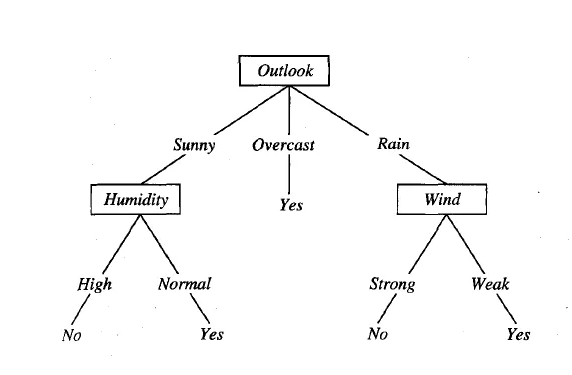 Outlook
Sunny Overcast Rain
Humidity Yes Wind
High Normal Strong Weak
No Yes No Yes